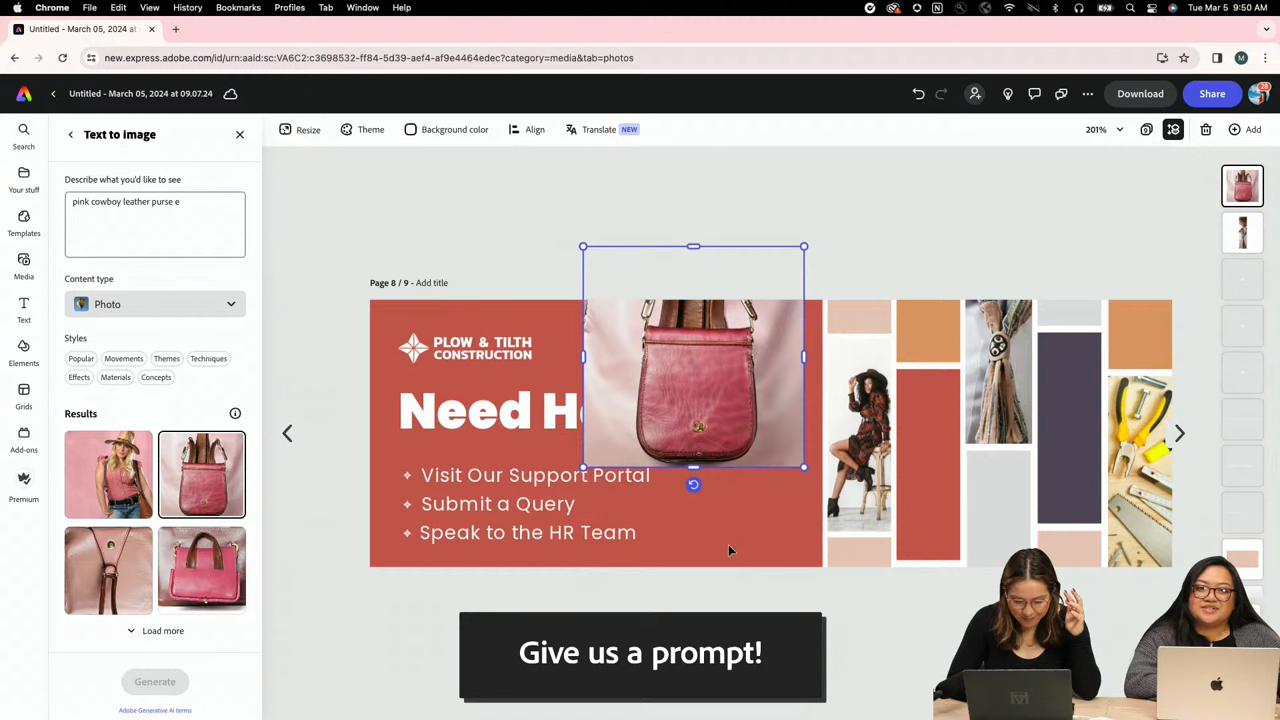 Chrome File Edit View History Bookmarks Profiles Tab Window Help
Tue Mar 5 9:50 AM
Untitled - March 05, 2024 at
new.express.adobe.com/id/urn:aaid:sc:VA6C2:c3698532-ff84-5d39-aef4-af9e4464edec?category=media&tab=photos
M
Untitled - March 05, 2024 at 09.07.24
Download
Share
28
Search
Your stuff
Templates
Media
Text
Elements
Grids
Add-ons
Premium
Text to image
Describe what you'd like to see
pink cowboy leather purse e
Content type
Photo
Styles
Popular Movements Themes Techniques
Effects Materials Concepts
Results
Load more
Generate
Adobe Generative AI terms
Resize Theme Background color Align Translate NEW
201%
9
Add
Page 8 / 9 - Add title
PLOW & TILTH
CONSTRUCTION
Need H
Visit Our Support Portal
Submit a Query
Speak to the HR Team
Give us a prompt!